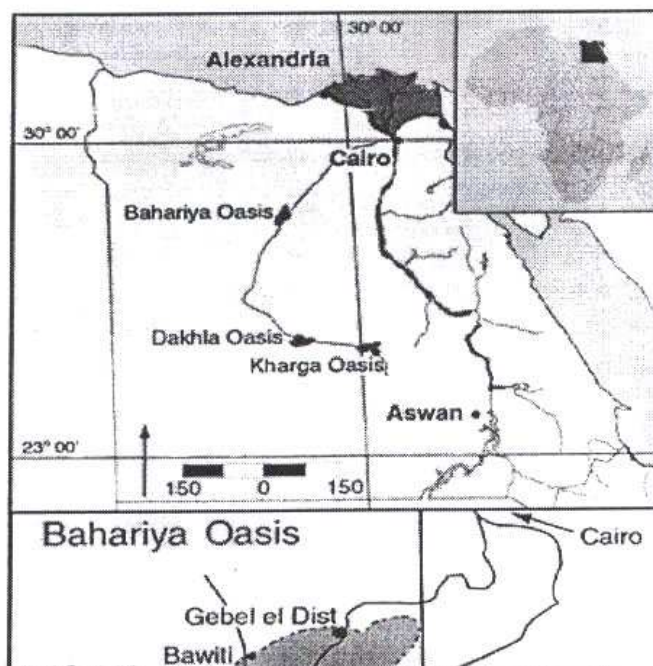 30° 00'
Alexandria
30° 00'
Cairo
Bahariya Oasis
Dakhla Oasis
Kharga Oasis
Aswan
23° 00'
150 0 150
Bahariya Oasis
Cairo
Gebel el Dist
Bawiti